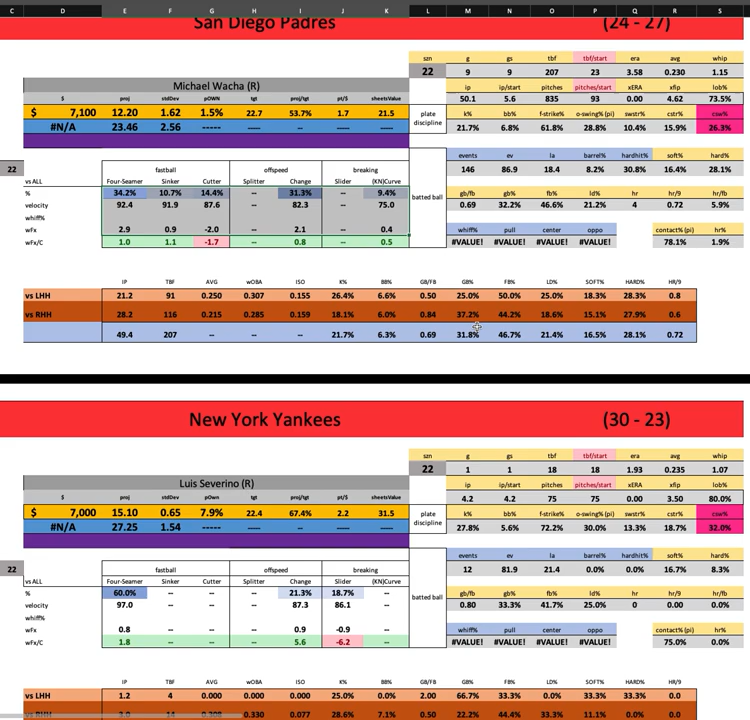 C D E F G H I J K L M N O P Q R S
San Diego Padres (24 - 27)
szn g gs tbf tbf/start era avg whip
22 9 9 207 23 3.58 0.230 1.15
Michael Wacha (R) ip ip/start pitches pitches/start xERA xfip lob%
$ proj stdDev pOWN tgt proj/tgt pt/$ sheetsValue 50.1 5.6 835 93 0.00 4.62 73.5%
$ 7,100 12.20 1.62 1.5% 22.7 53.7% 1.7 21.5 plate discipline k% bb% f-strike% o-swing% (pi) swstr% cstr% csw%
#N/A 23.46 2.56 ----- ---- -- ---- ---- 21.7% 6.8% 61.8% 28.8% 10.4% 15.9% 26.3%
events ev la barrel% hardhit% soft% hard%
22 fastball offspeed breaking 146 86.9 18.4 8.2% 30.8% 16.4% 28.1%
vs ALL Four-Seamer Sinker Cutter Splitter Change Slider (KN)Curve
% 34.2% 10.7% 14.4% -- 31.3% -- 9.4% batted ball gb/fb gb% fb% ld% hr hr/9 hr/fb
velocity 92.4 91.9 87.6 82.3 75.0 0.69 32.2% 46.6% 21.2% 4 0.72 5.9%
whiff%
wFx 2.9 0.9 -2.0 2.1 0.4 whiff% pull center oppo contact% (pi) hr%
wFx/C 1.0 1.1 -1.7 0.8 0.5 #VALUE! #VALUE! #VALUE! #VALUE! 78.1% 1.9%
IP TBF AVG wOBA ISO K% BB% GB/FB GB% FB% LD% SOFT% HARD% HR/9
vs LHH 21.2 91 0.250 0.307 0.155 26.4% 6.6% 0.50 25.0% 50.0% 25.0% 18.3% 28.3% 0.8
vs RHH 28.2 116 0.215 0.285 0.159 18.1% 6.0% 0.84 37.2% 44.2% 18.6% 15.1% 27.9% 0.6
49.4 207 -- -- 21.7% 6.3% 0.69 31.8% 46.7% 21.4% 16.5% 28.1% 0.72
New York Yankees (30 - 23)
szn g gs tbf tbf/start era avg whip
22 1 1 18 18 1.93 0.235 1.07
Luis Severino (R) ip ip/start pitches pitches/start xERA xfip lob%
$ proj stdDev pOwn tgt proj/tgt pt/$ sheetsValue 4.2 4.2 75 75 0.00 3.50 80.0%
$ 7,000 15.10 0.65 7.9% 22.4 67.4% 2.2 31.5 plate discipline k% bb% f-strike% o-swing% (pi) swstr% cstr% csw%
#N/A 27.25 1.54 ----- ---- -- -- ---- 27.8% 5.6% 72.2% 30.0% 13.3% 18.7% 32.0%
events ev la barrel% hardhit% soft% hard%
22 fastball offspeed breaking 12 81.9 21.4 0.0% 0.0% 16.7% 8.3%
vs ALL Four-Seamer Sinker Cutter Splitter Change Slider (KN)Curve
% 60.0% -- -- -- 21.3% 18.7% -- batted ball gb/fb gb% fb% ld% hr hr/9 hr/fb
velocity 97.0 -- -- -- 87.3 86.1 -- 0.80 33.3% 41.7% 25.0% 0 0.00 0.0%
whiff%
wFx 0.8 -- -- -- 0.9 -0.9 -- whiff% pull center oppo contact% (pi) hr%
wFx/C 1.8 -- -- -- 5.6 -6.2 -- #VALUE! #VALUE! #VALUE! #VALUE! 75.0% 0.0%
IP TBF AVG wOBA ISO K% BB% GB/FB GB% FB% LD% SOFT% HARD% HR/9
vs LHH 1.2 4 0.000 0.000 0.000 25.0% 0.0% 2.00 66.7% 33.3% 0.0% 33.3% 33.3% 0.0
vs RHH 3.0 14 0.308 0.330 0.077 28.6% 7.1% 0.50 22.2% 44.4% 33.3% 11.1% 0.0% 0.0